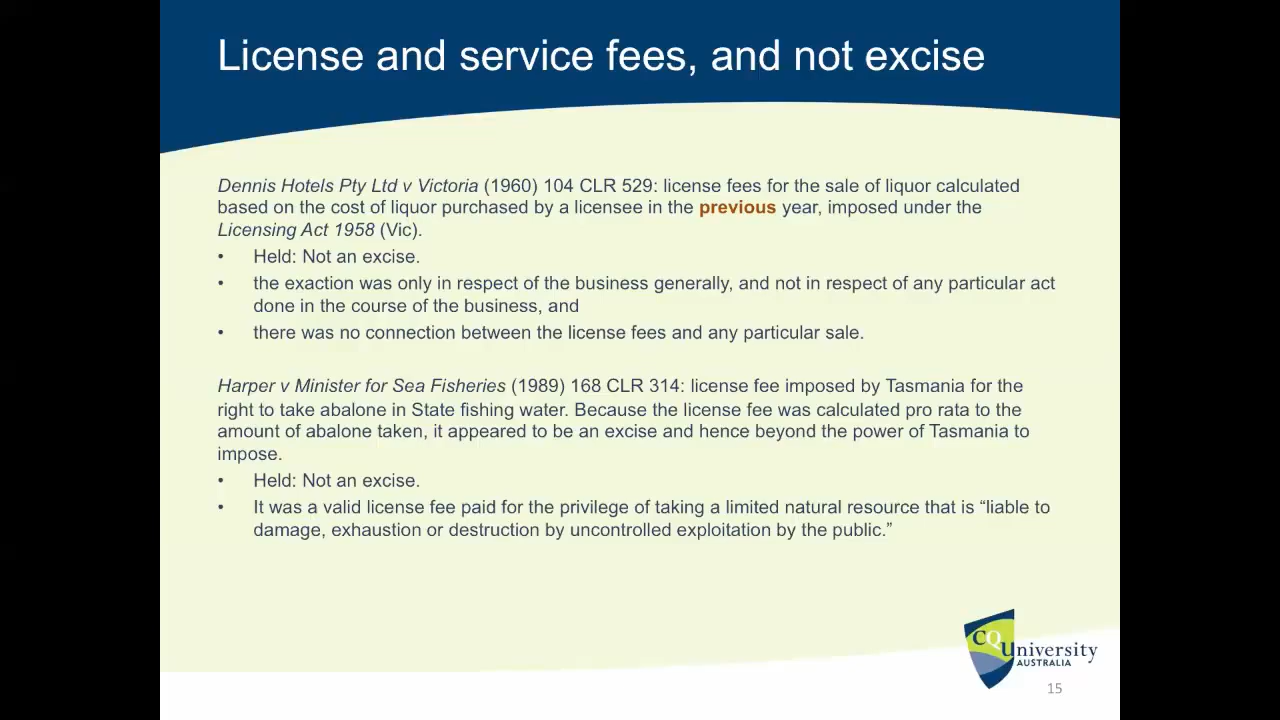 License and service fees, and not excise
Dennis Hotels Pty Ltd v Victoria (1960) 104 CLR 529: license fees for the sale of liquor calculated
based on the cost of liquor purchased by a licensee in the previous year, imposed under the
Licensing Act 1958 (Vic).
• Held: Not an excise.
• the exaction was only in respect of the business generally, and not in respect of any particular act
done in the course of the business, and
• there was no connection between the license fees and any particular sale.
Harper v Minister for Sea Fisheries (1989) 168 CLR 314: license fee imposed by Tasmania for the
right to take abalone in State fishing water. Because the license fee was calculated pro rata to the
amount of abalone taken, it appeared to be an excise and hence beyond the power of Tasmania to
impose.
• Held: Not an excise.
• It was a valid license fee paid for the privilege of taking a limited natural resource that is “liable to
damage, exhaustion or destruction by uncontrolled exploitation by the public.”
CQUniversity
AUSTRALIA
15